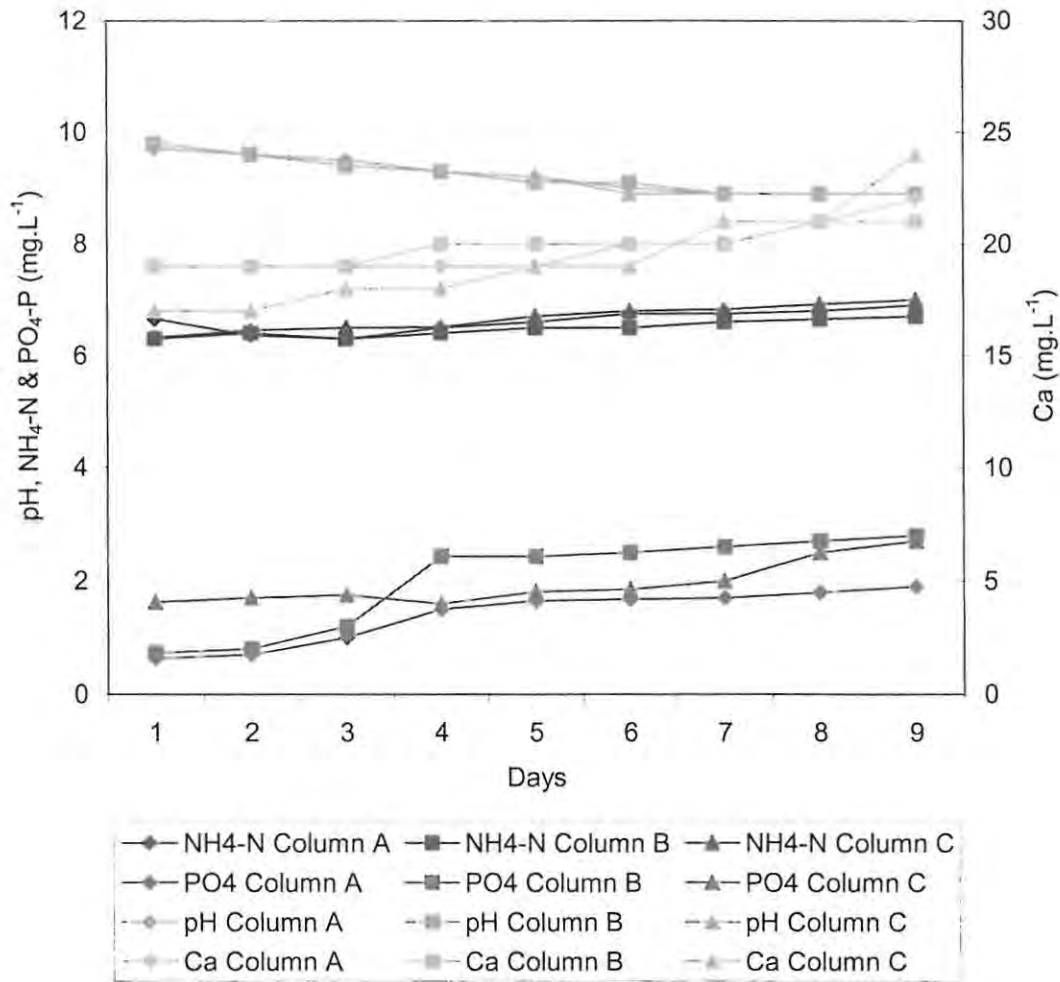 12
10
8
6
4
2
0
pH, NH₄-N & PO₄-P (mg.L⁻¹)
30
25
20
15
10
5
0
Ca (mg.L⁻¹)
1 2 3 4 5 6 7 8 9
Days
NH4-N Column A NH4-N Column B NH4-N Column C
PO4 Column A PO4 Column B PO4 Column C
pH Column A pH Column B pH Column C
Ca Column A Ca Column B Ca Column C